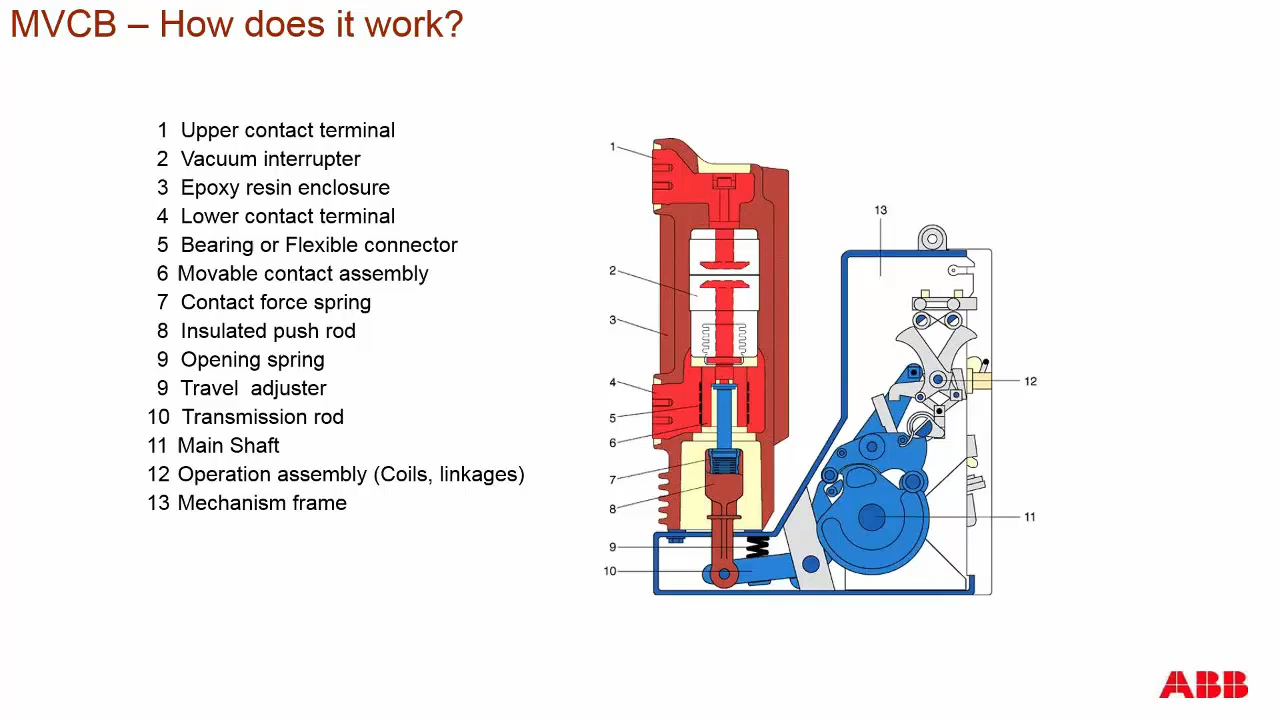 MVCB – How does it work?
1 Upper contact terminal
2 Vacuum interrupter
3 Epoxy resin enclosure
4 Lower contact terminal
5 Bearing or Flexible connector
6 Movable contact assembly
7 Contact force spring
8 Insulated push rod
9 Opening spring
9 Travel adjuster
10 Transmission rod
11 Main Shaft
12 Operation assembly (Coils, linkages)
13 Mechanism frame
1
13
2
3
4
12
5
6
7
8
11
9
10
ABB